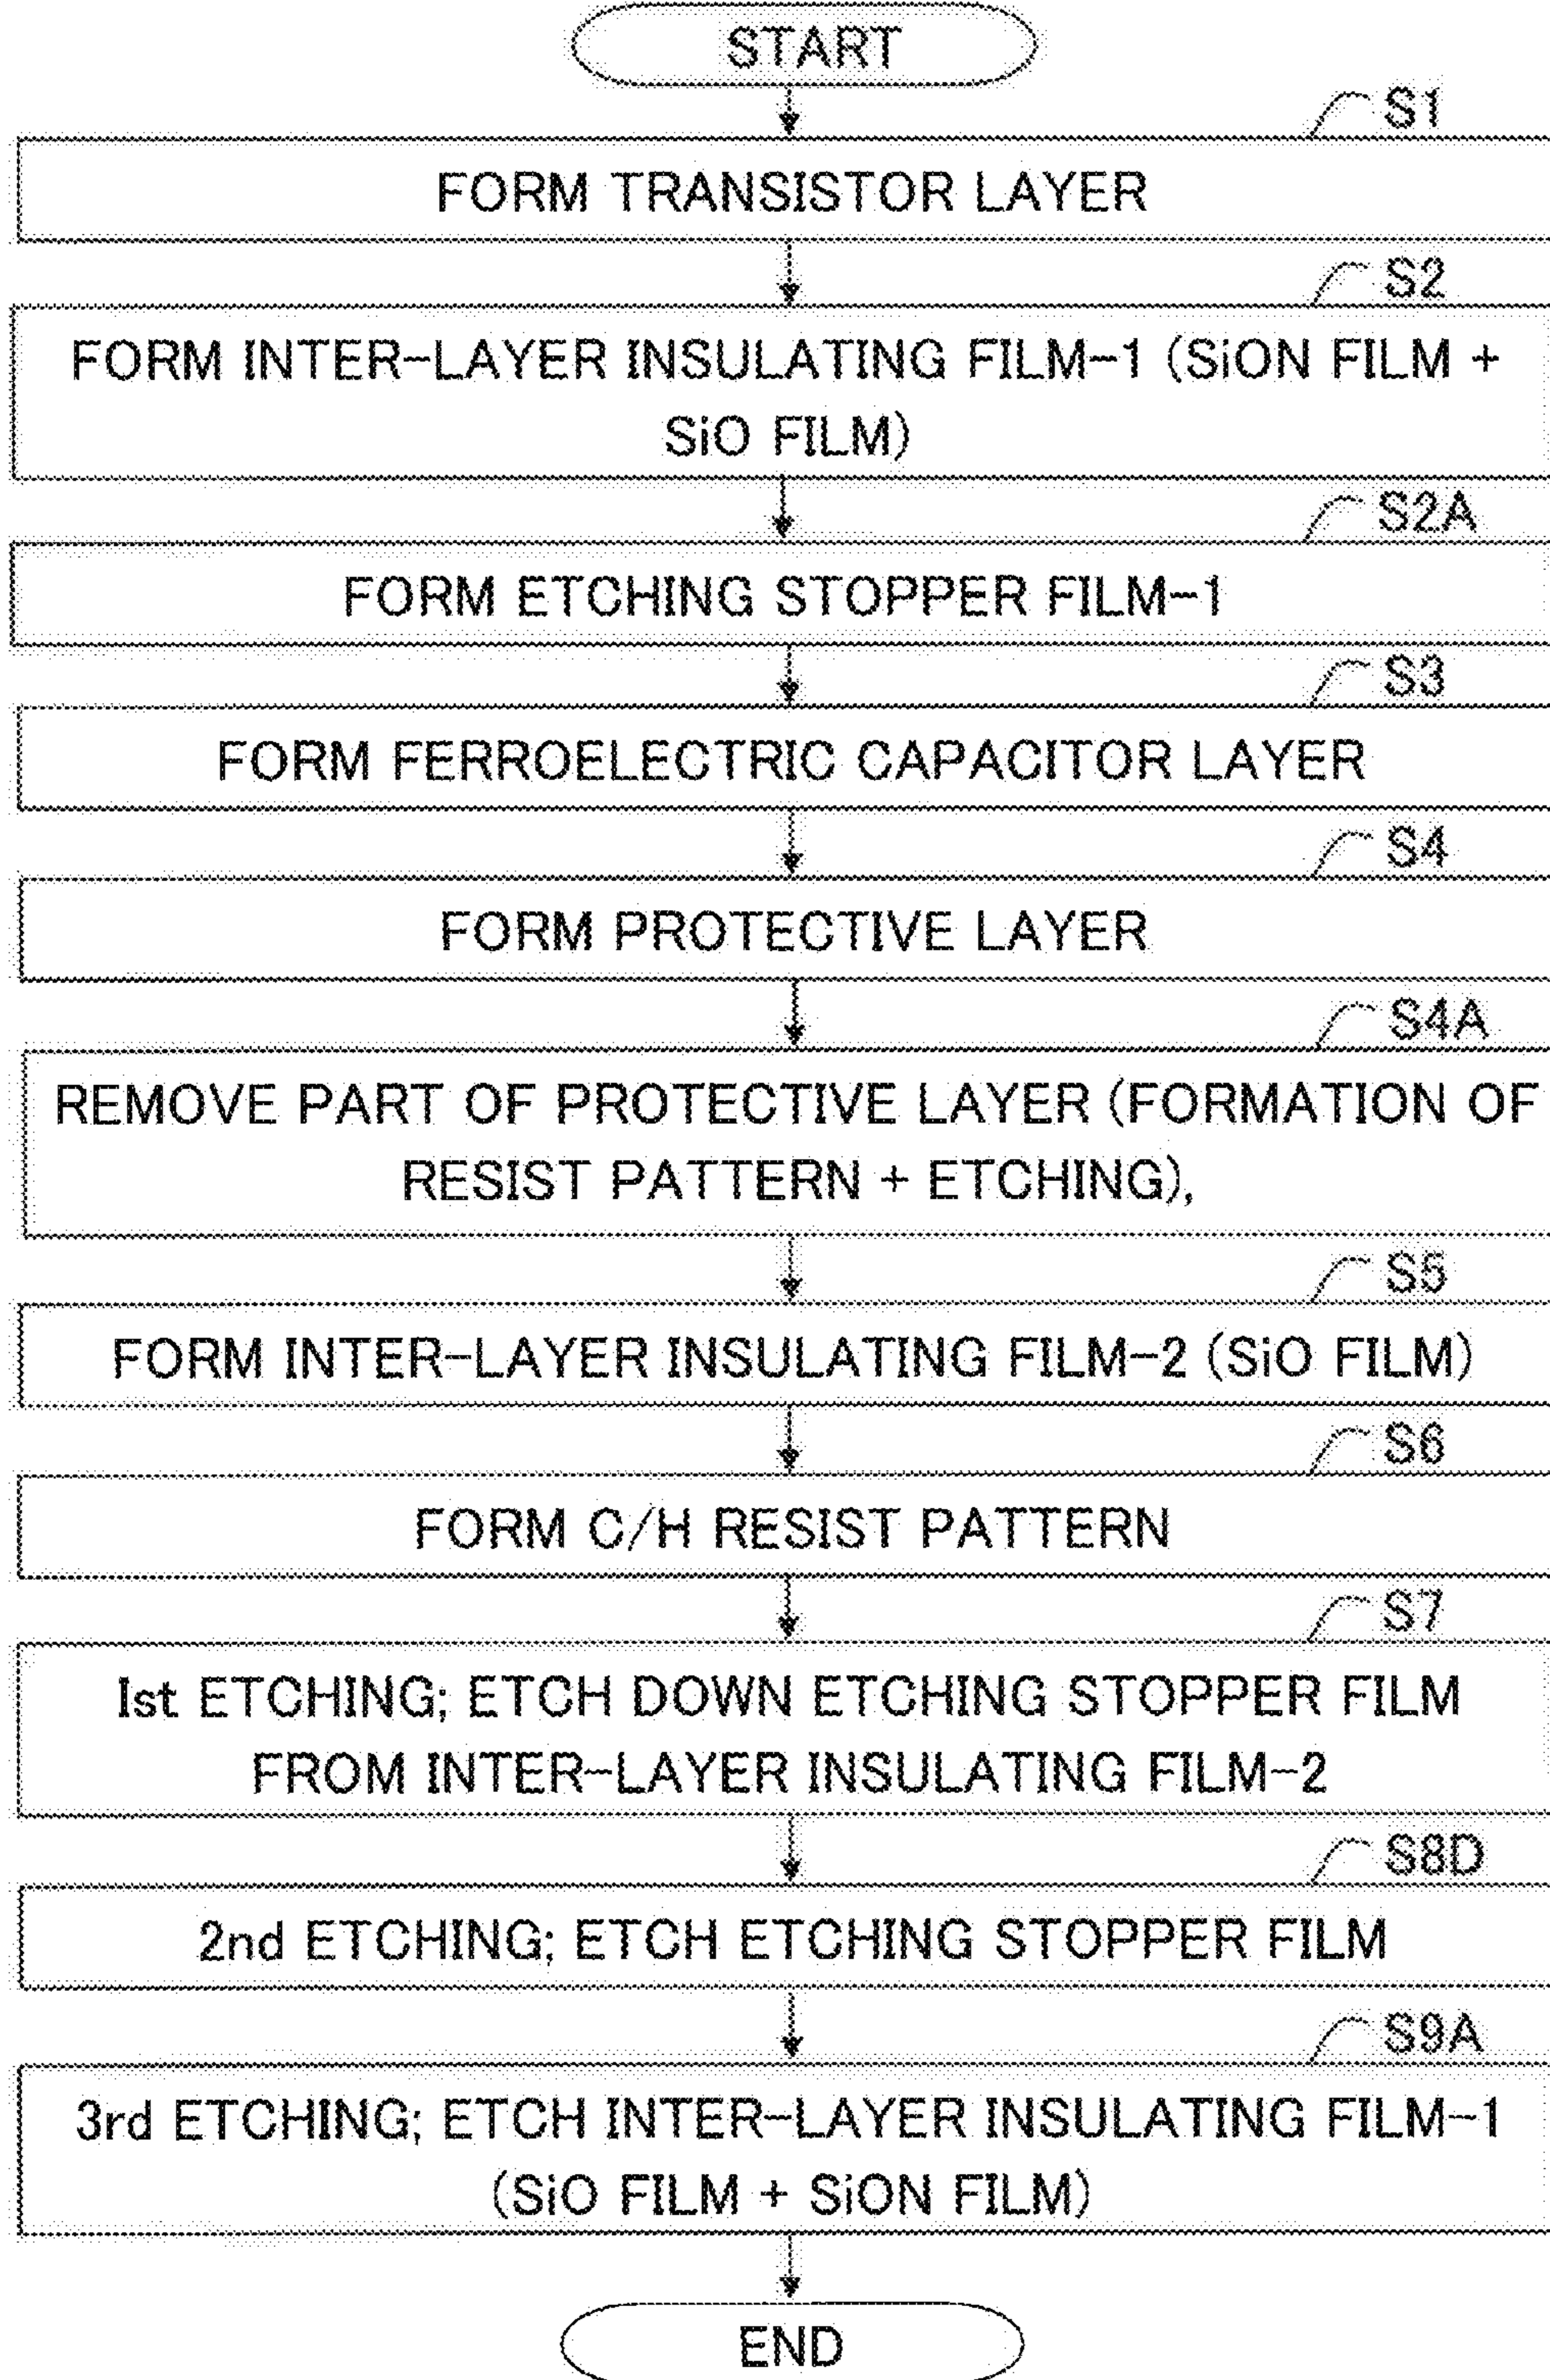 START
S1
FORM TRANSISTOR LAYER
S2
FORM INTER-LAYER INSULATING FILM-1 (SiON FILM +
SiO FILM)
S2A
FORM ETCHING STOPPER FILM-1
S3
FORM FERROELECTRIC CAPACITOR LAYER
S4
FORM PROTECTIVE LAYER
S4A
REMOVE PART OF PROTECTIVE LAYER (FORMATION OF
RESIST PATTERN + ETCHING),
S5
FORM INTER-LAYER INSULATING FILM-2 (SiO FILM)
S6
FORM C/H RESIST PATTERN
S7
Ist ETCHING; ETCH DOWN ETCHING STOPPER FILM
FROM INTER-LAYER INSULATING FILM-2
S8D
2nd ETCHING; ETCH ETCHING STOPPER FILM
S9A
3rd ETCHING; ETCH INTER-LAYER INSULATING FILM-1
(SiO FILM + SiON FILM)
END